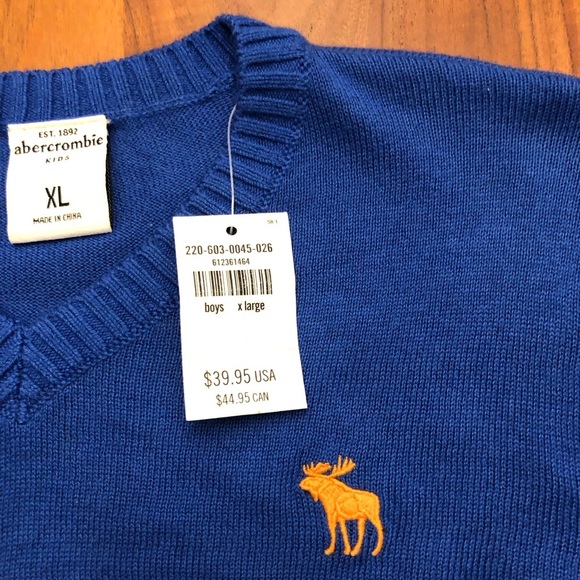 EST. 1892
abercrombie
KIDS
XL
MADE IN CHINA
220-603-0045-026
612361464
boys x large
$39.95 USA
$44.95 CAN